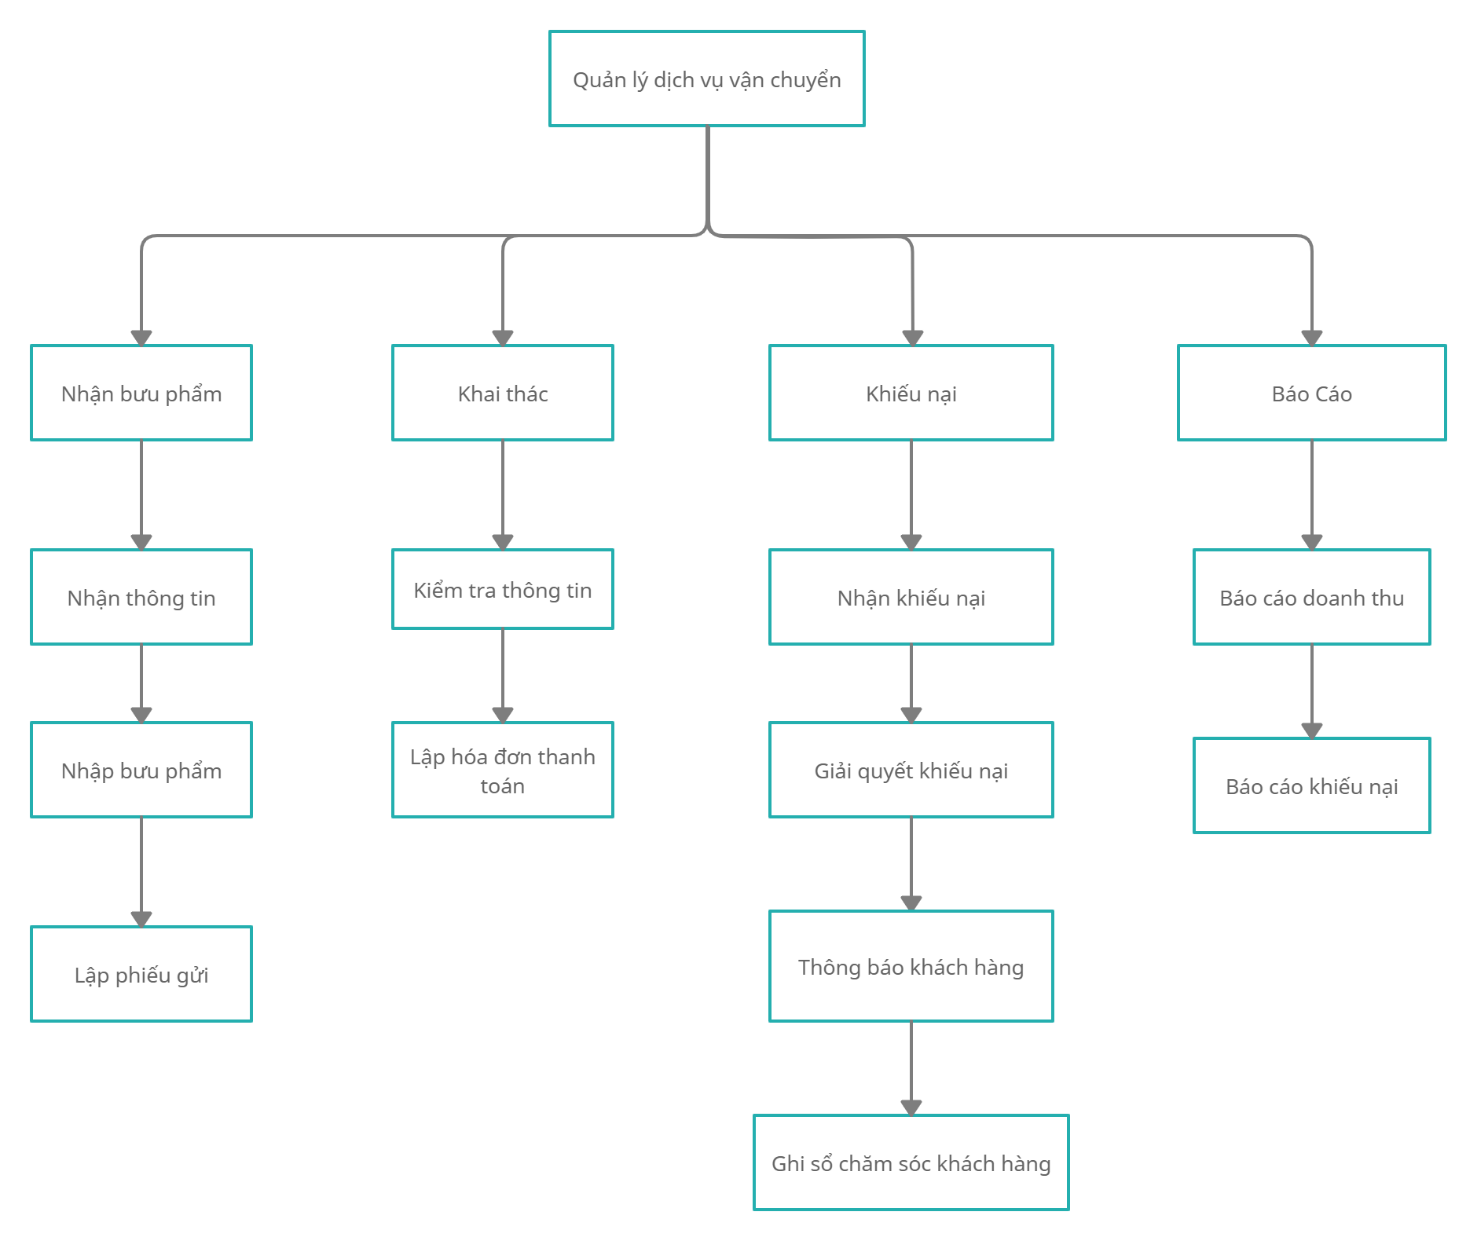 Quản lý dịch vụ vận chuyển
Nhận bưu phẩm
Khai thác
Khiếu nại
Báo Cáo
Nhận thông tin
Kiểm tra thông tin
Nhận khiếu nại
Báo cáo doanh thu
Nhập bưu phẩm
Lập hóa đơn thanh
toán
Giải quyết khiếu nại
Báo cáo khiếu nại
Lập phiếu gửi
Thông báo khách hàng
Ghi sổ chăm sóc khách hàng